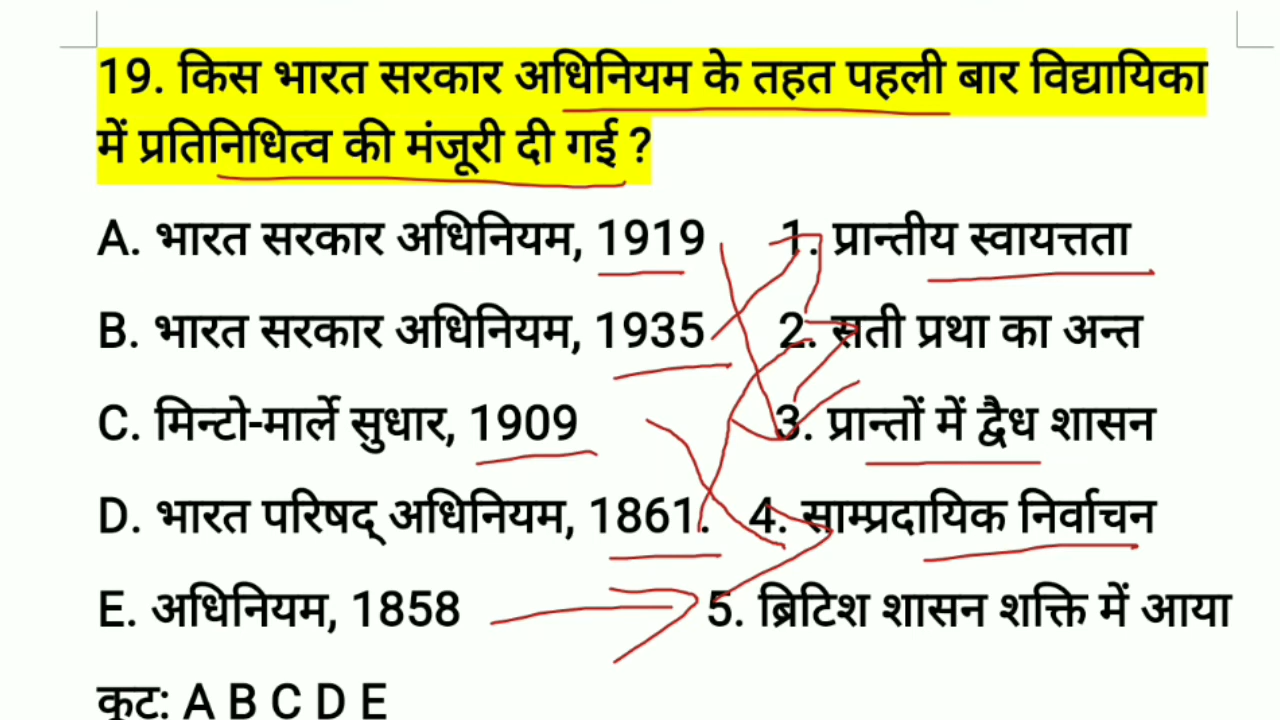 19. किस भारत सरकार अधिनियम के तहत पहली बार विद्यायिका
में प्रतिनिधित्व की मंजूरी दी गई ?
A. भारत सरकार अधिनियम, 1919 1. प्रान्तीय स्वायत्तता
B. भारत सरकार अधिनियम, 1935 2. सती प्रथा का अन्त
C. मिन्टो-मार्ले सुधार, 1909 3. प्रान्तों में द्वैध शासन
D. भारत परिषद् अधिनियम, 1861. 4. साम्प्रदायिक निर्वाचन
E. अधिनियम, 1858 5. ब्रिटिश शासन शक्ति में आया
कूट: A B C D E